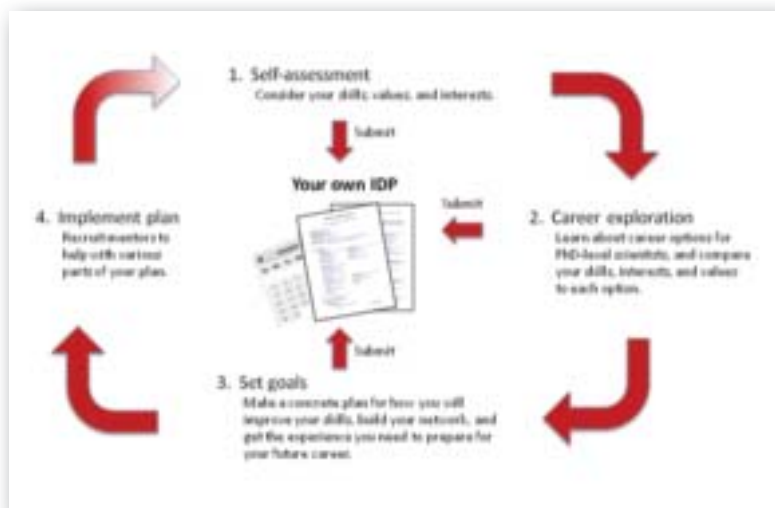 1. Self-assessment
Consider your skills, values, and interests.
Submit
Your own IDP
Submit
2. Career exploration
Learn about career options for
PhD-level scientists, and compare
your skills, interests, and values
to each option.
Submit
3. Set goals
Make a concrete plan for how you will
improve your skills, build your network, and
get the experience you need to prepare for
your future career.
4. Implement plan
Recruit mentors to
help with various
parts of your plan.